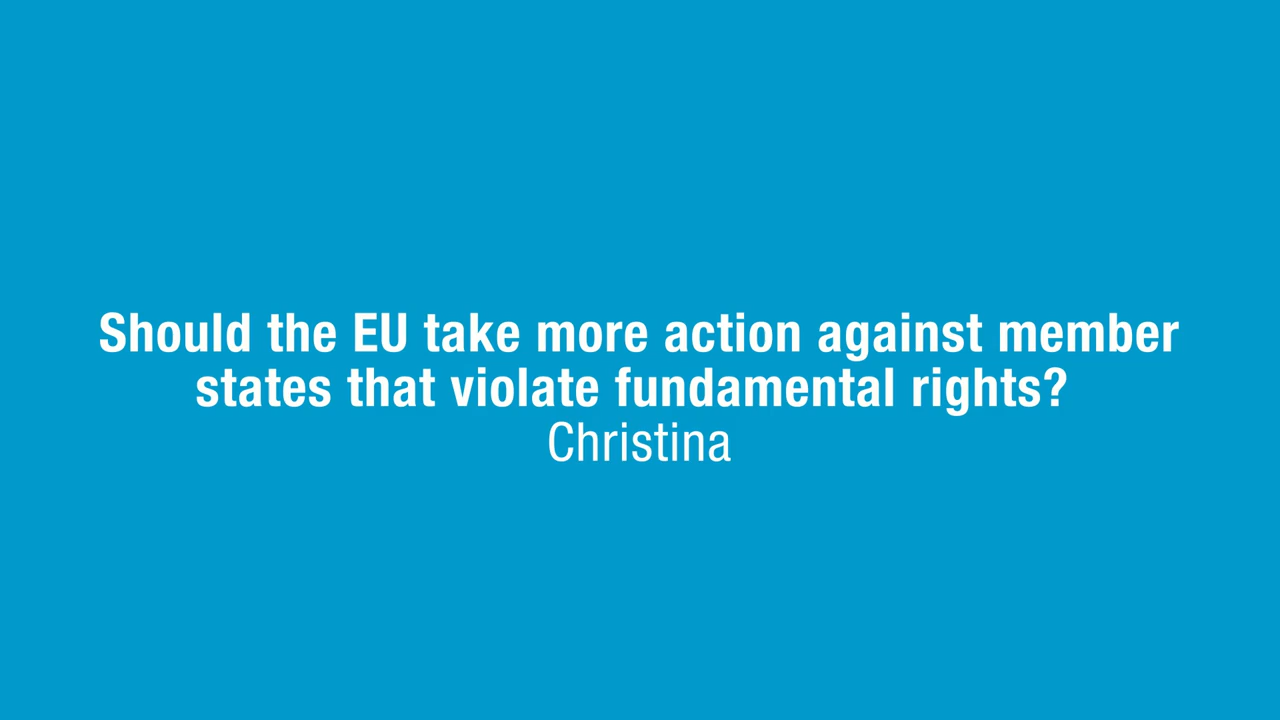 Should the EU take more action against member
states that violate fundamental rights?
Christina